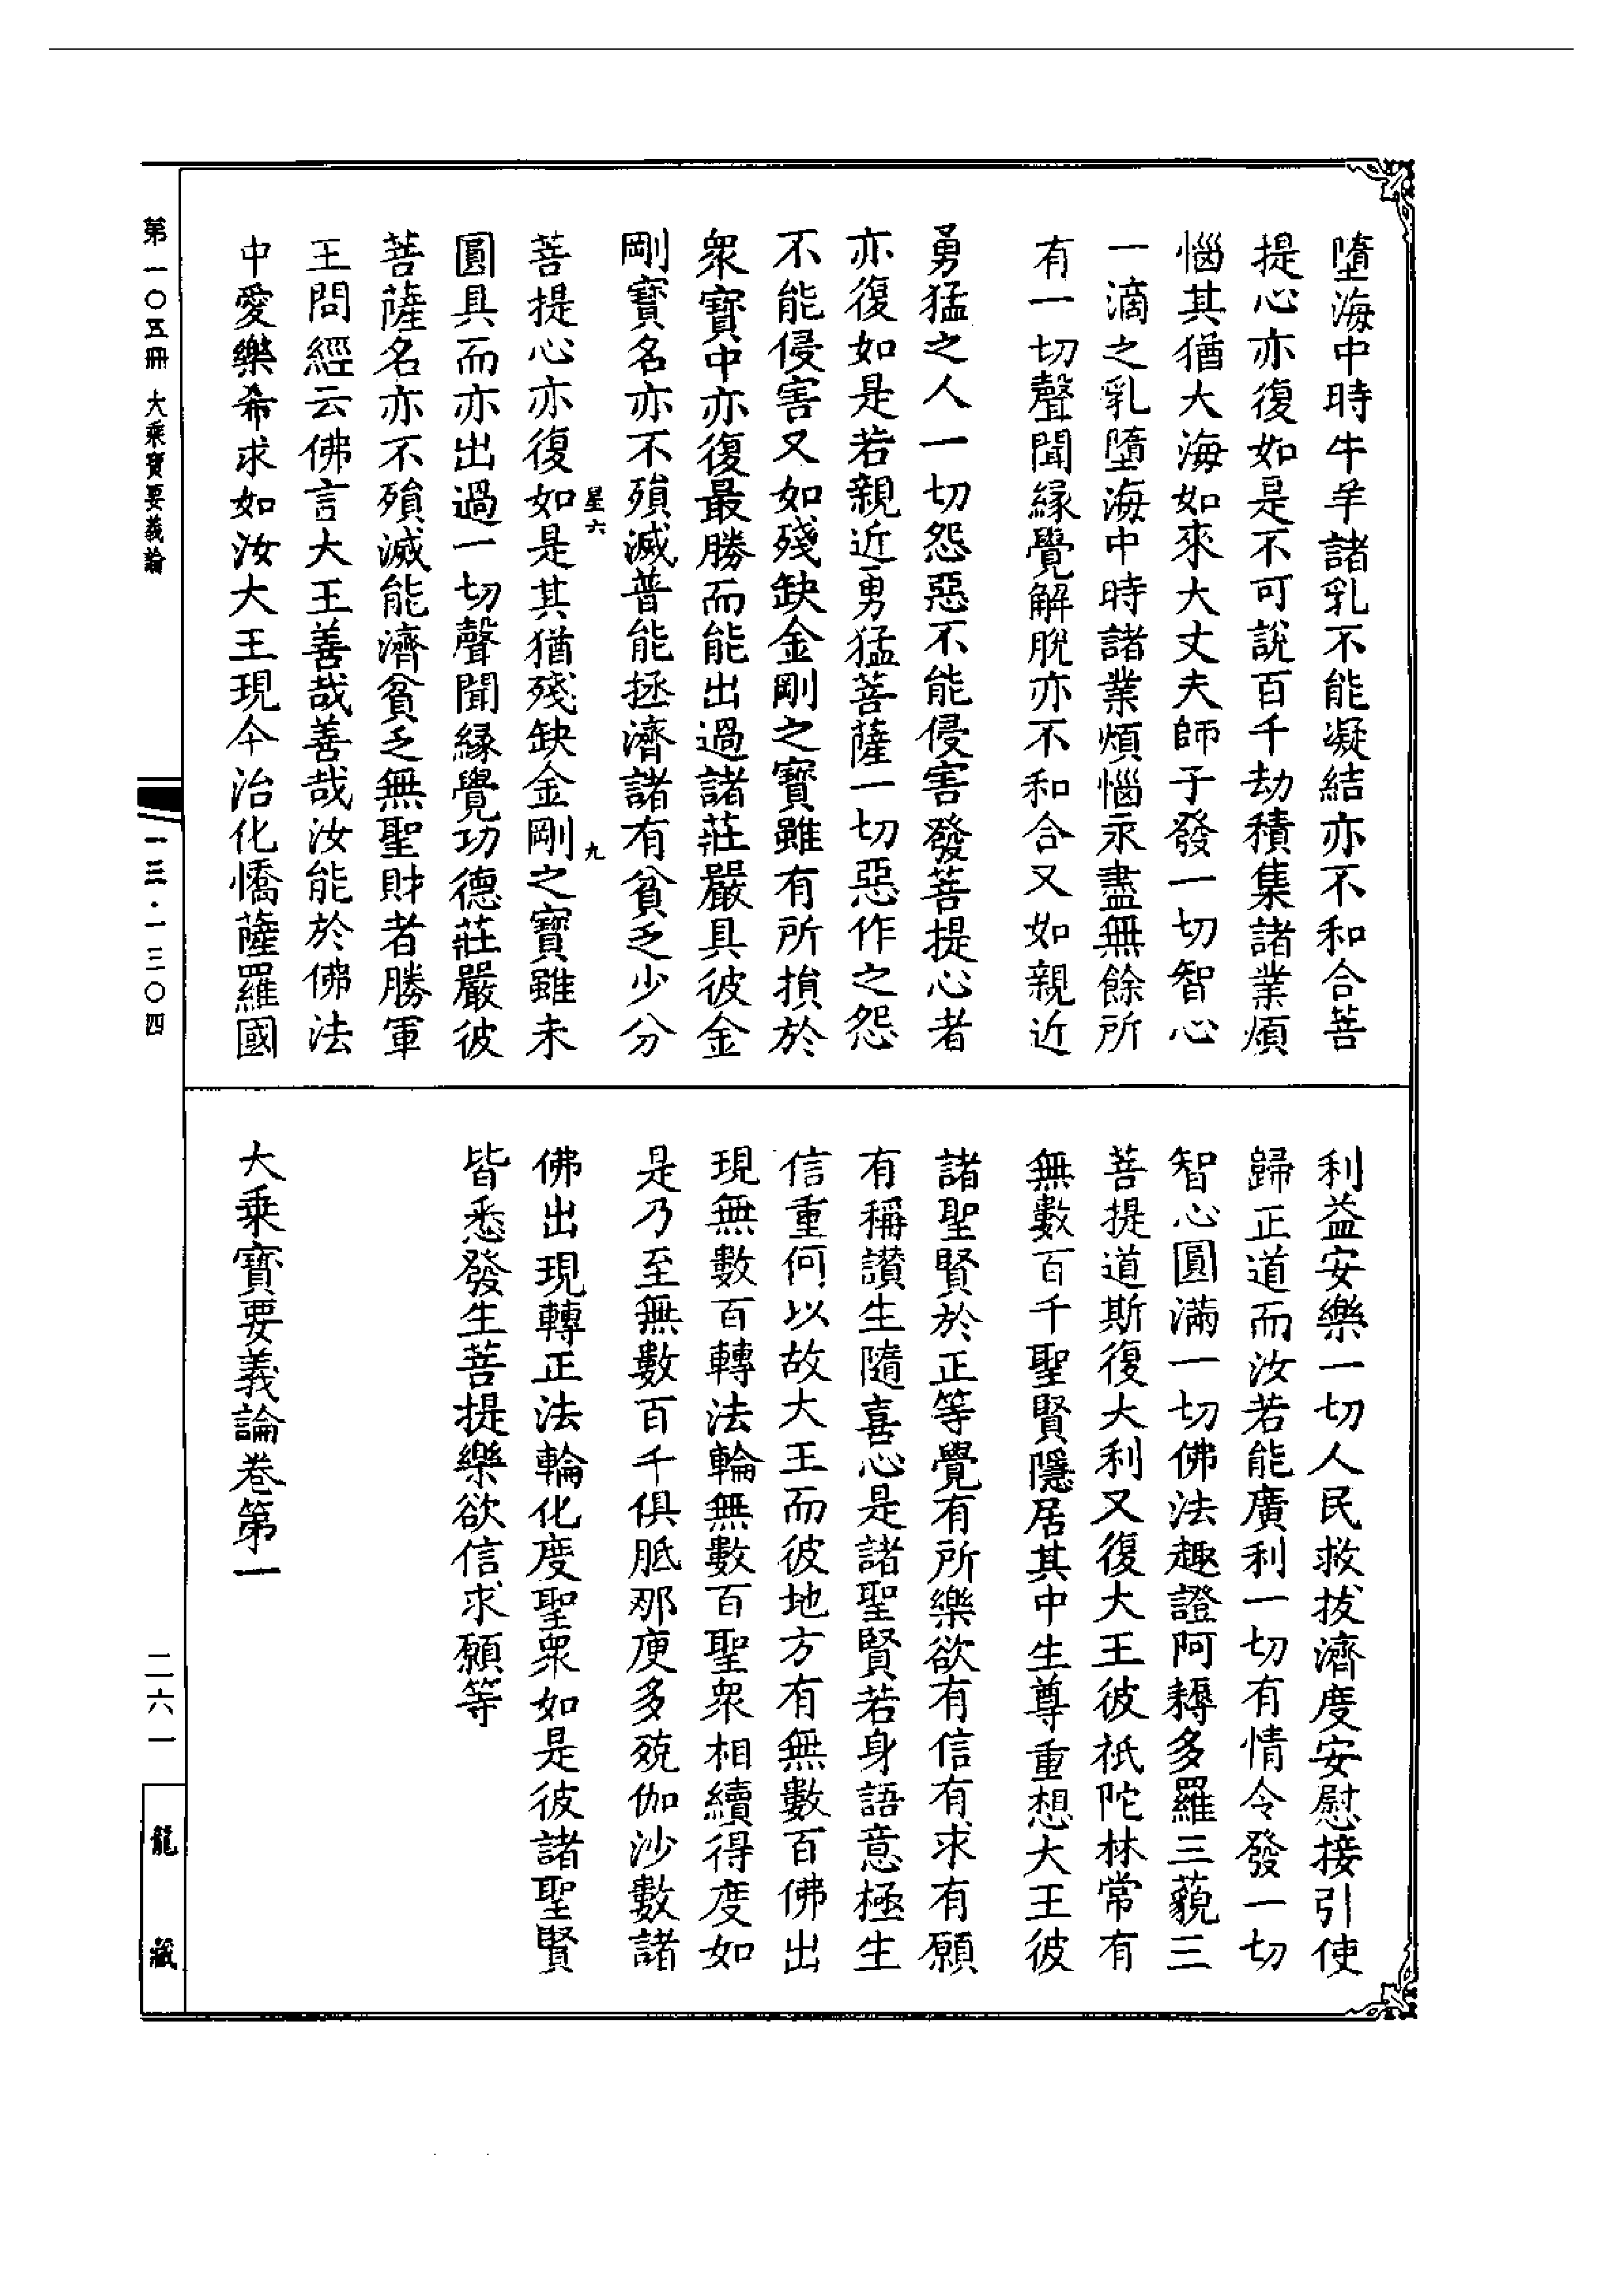 墮海中時牛羊諸乳不能凝結亦不和合菩
提心亦復如是不可說百千劫積集諸業煩
惱其猶大海如來大丈夫師子發一切智心
一滴之乳墮海中時諸業煩惱永盡無餘所
有一切聲聞緣覺解脫亦不和合又如親近
勇猛之人一切怨惡不能侵害發菩提心者
亦復如是若親近勇猛菩薩一切惡作之怨
不能侵害又如殘缺金剛之寶雖有所損於
衆寶中亦復最勝而能出過諸莊嚴具彼金
剛寶名亦不殞滅普能拯濟諸有貧乏少分
星六 九
菩提心亦復如是其猶殘缺金剛之寶雖未
圓具而亦出過一切聲聞緣覺功德莊嚴彼
菩薩名亦不殞滅能濟貧乏無聖財者勝軍
王問經云佛言大王善哉善哉汝能於佛法
中愛樂希求如汝大王現今治化憍薩羅國
利益安樂一切人民救拔濟度安慰接引使
歸正道而汝若能廣利一切有情令發一切
智心圓滿一切佛法趣證阿耨多羅三藐三
菩提道斯復大利又復大王彼祇陀林常有
無數百千聖賢隱居其中生尊重想大王彼
諸聖賢於正等覺有所樂欲有信有求有願
有稱讃生隨喜心是諸聖賢若身語意極生
信重何以故大王而彼地方有無數百佛出
現無數百轉法輪無數百聖衆相續得度如
是乃至無數百千俱胝那庾多殑伽沙數諸
佛出現轉正法輪化度聖衆如是彼諸聖賢
皆悉發生菩提樂欲信求願等
大乘寶要義論卷第一
第一〇五冊 大乘寶要義論
一三·一三〇四
二六一
龍藏